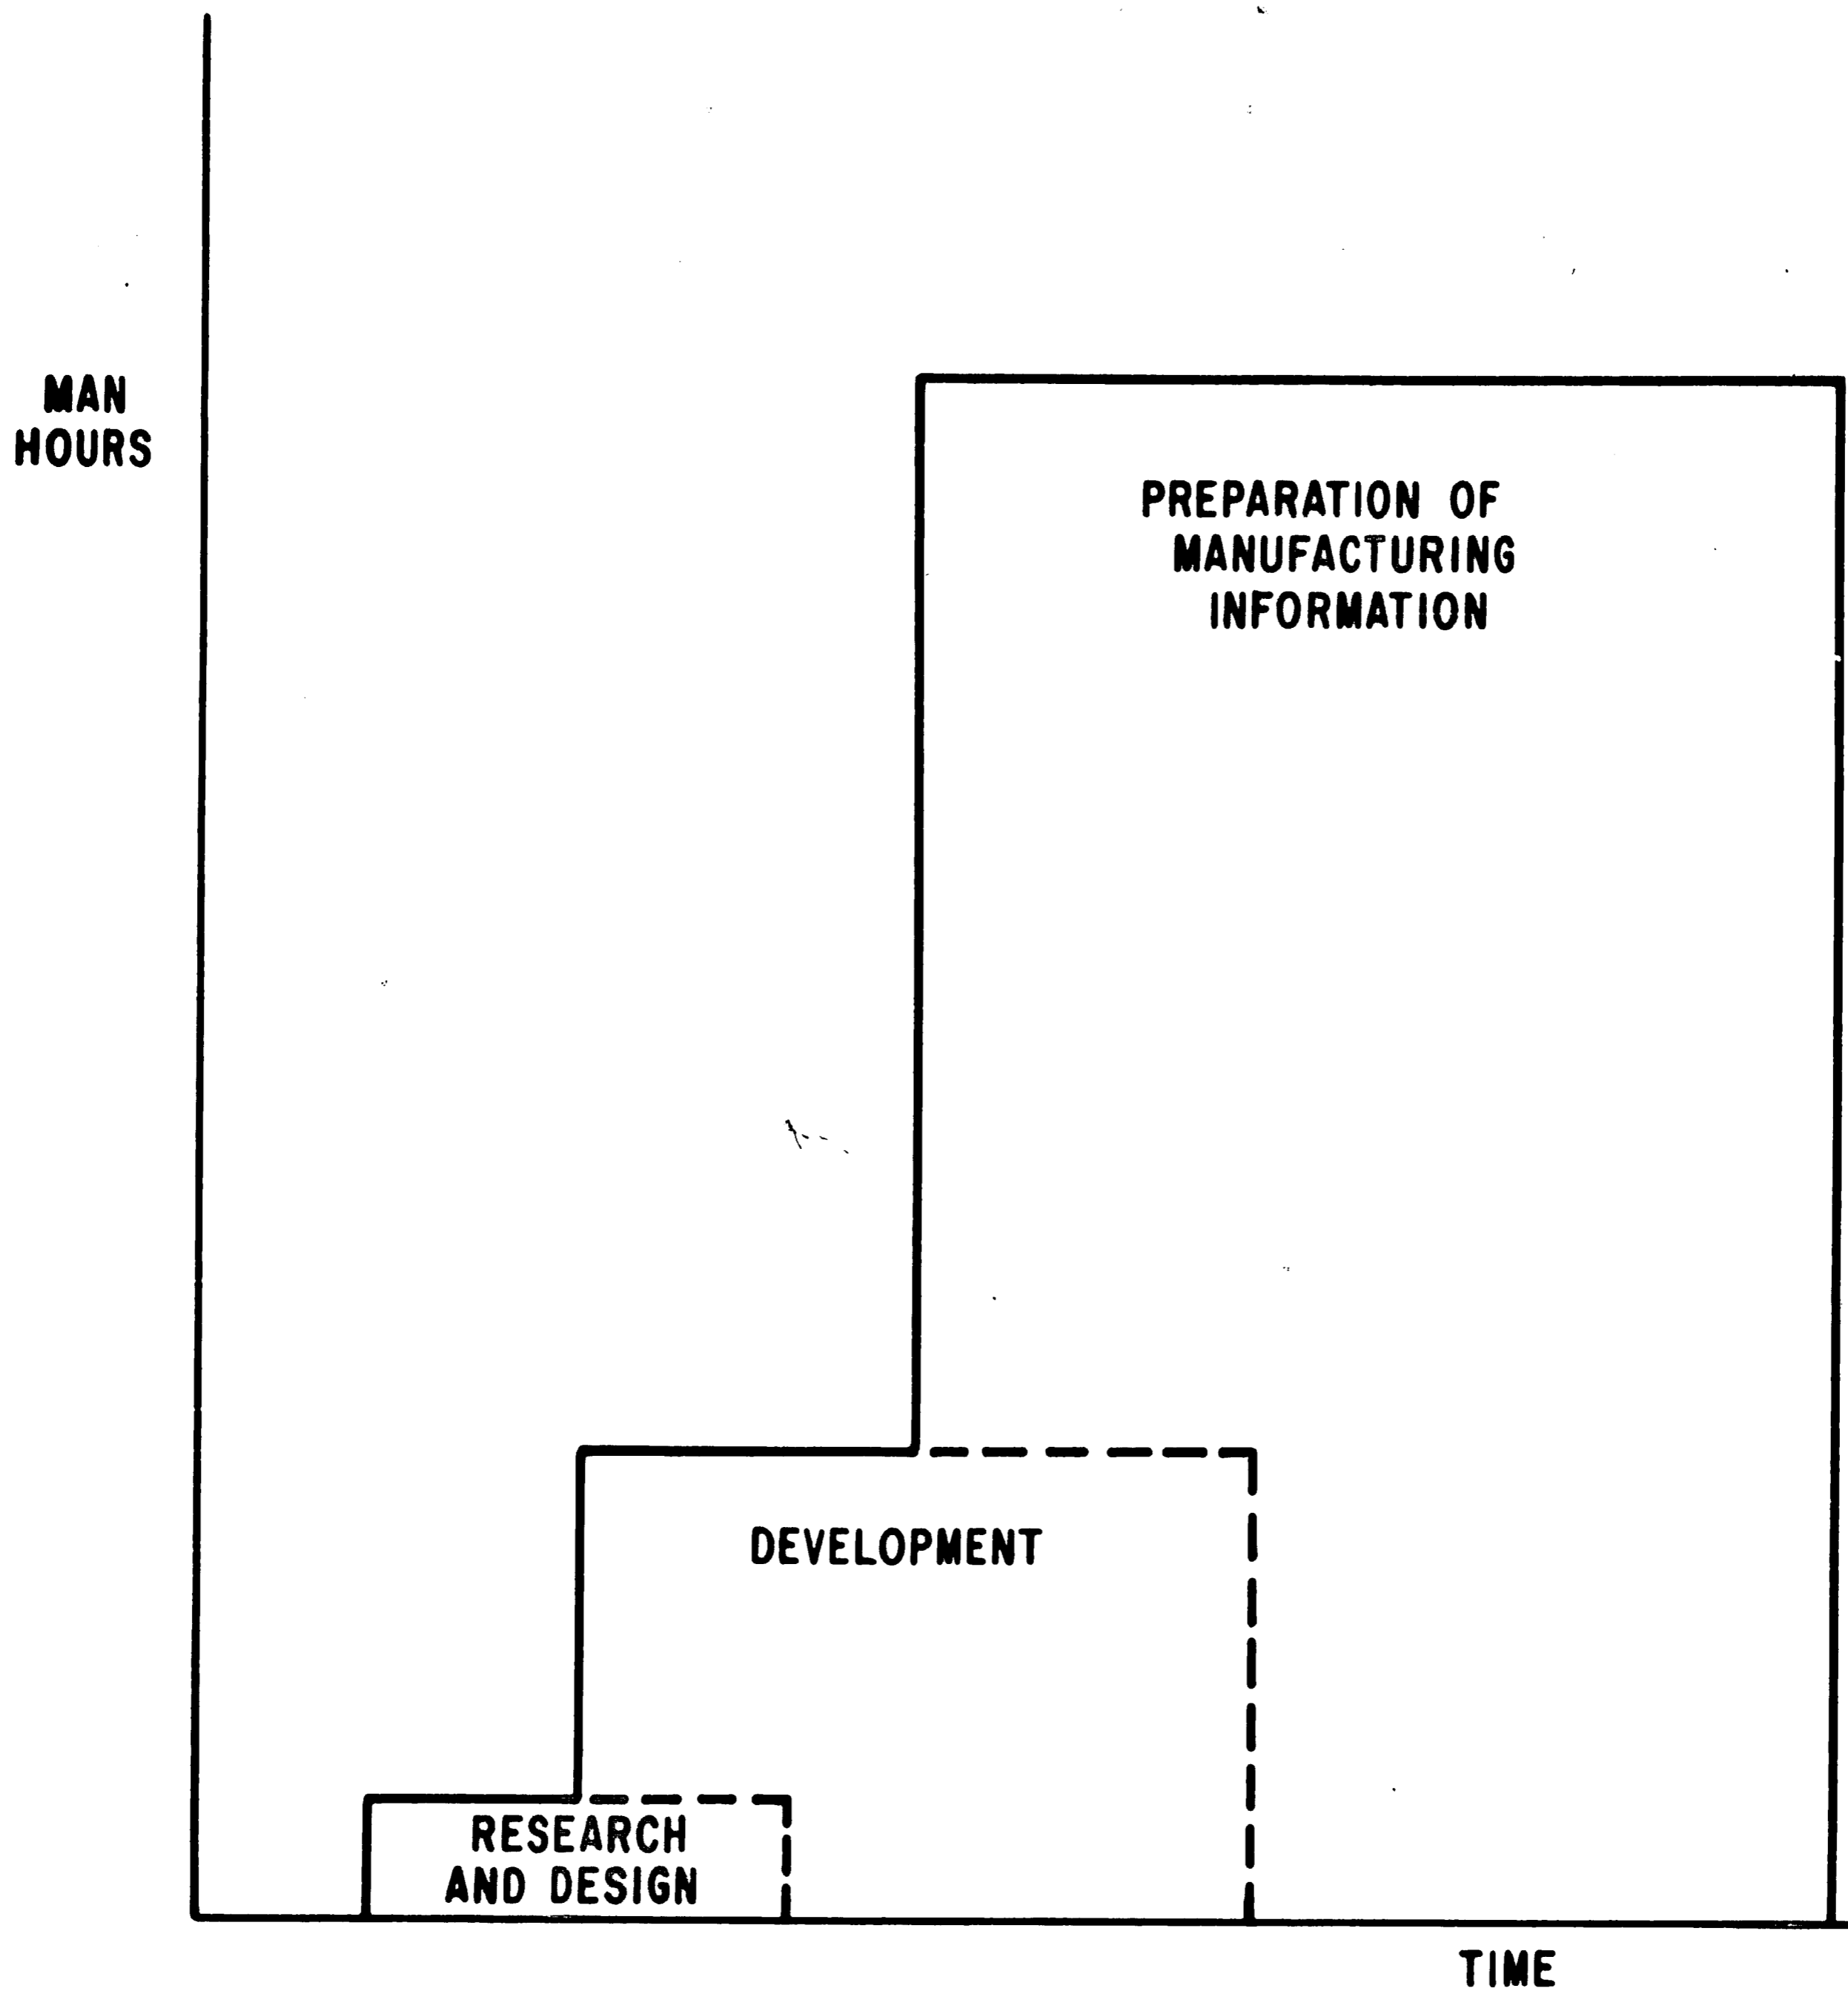 MAN
HOURS
PREPARATION OF
MANUFACTURING
INFORMATION
DEVELOPMENT
RESEARCH
AND DESIGN
TIME